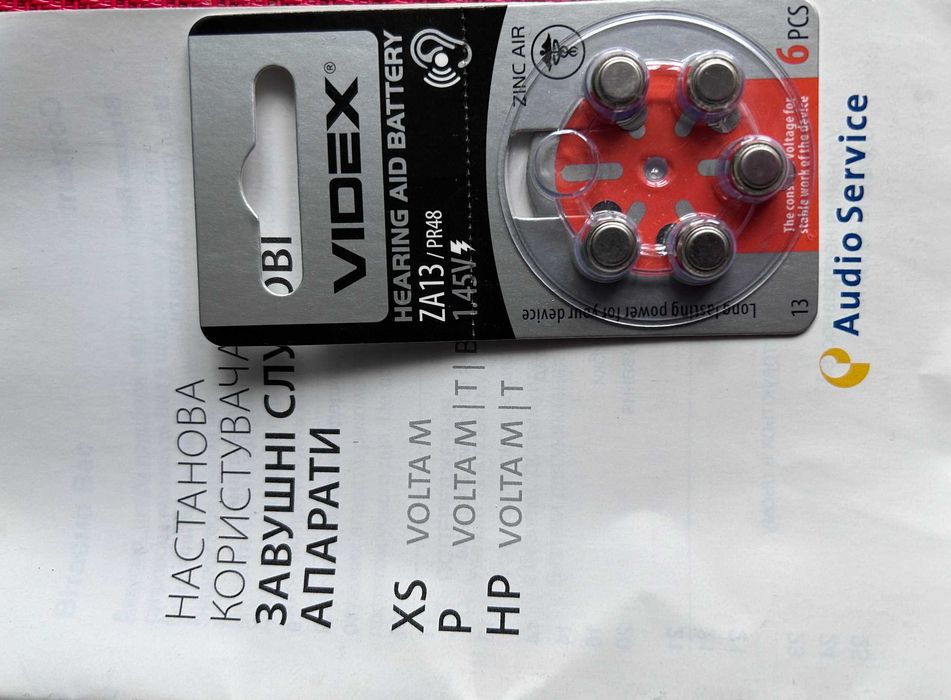 VIDEX®
HEARING AID BATTERY
ZA13 / PR48
1.45V
ZINC AIR
6 PCS
The cons voltage for
stable work of the device
Long lasting power for your device
13
Audio Service
НАСТАНОВА
КОРИСТУВАЧА
ЗАВУШНІ СЛУ ОВІ
АПАРАТИ
XS VOLTA M
P VOLTA M | T | B
HP VOLTA M | T